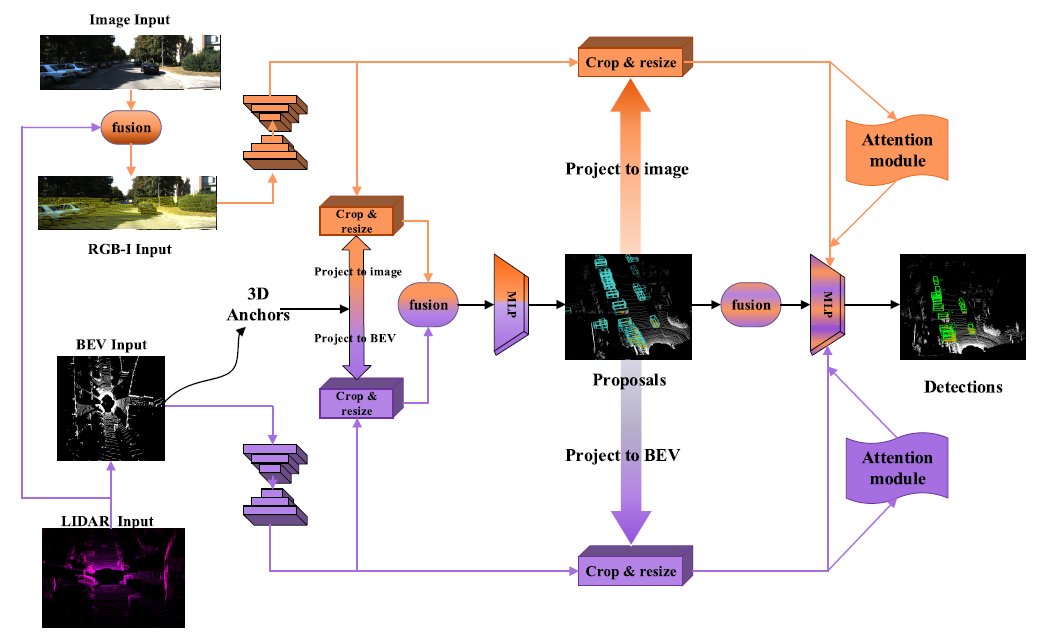 Image Input
fusion
RGB-I Input
3D
Anchors
BEV Input
LIDAR Input
Crop &
resize
Project to image
Project to BEV
Crop &
resize
fusion
MLP
Crop & resize
Project to image
Proposals
Project to BEV
Crop & resize
fusion
MLP
Attention
module
Detections
Attention
module